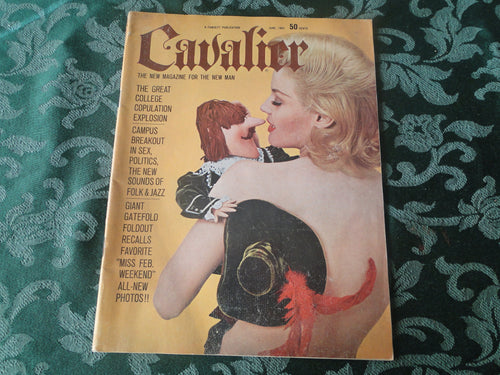 A FAWCETT PUBLICATION
JUNE, 1965 50 CENTS
Cavalier
THE NEW MAGAZINE FOR THE NEW MAN
THE GREAT
COLLEGE
COPULATION
EXPLOSION
CAMPUS
BREAKOUT
IN SEX,
POLITICS,
THE NEW
SOUNDS OF
FOLK & JAZZ
GIANT
GATEFOLD
FOLDOUT
RECALLS
FAVORITE
"MISS FEB.
WEEKEND"
ALL-NEW
PHOTOS!!